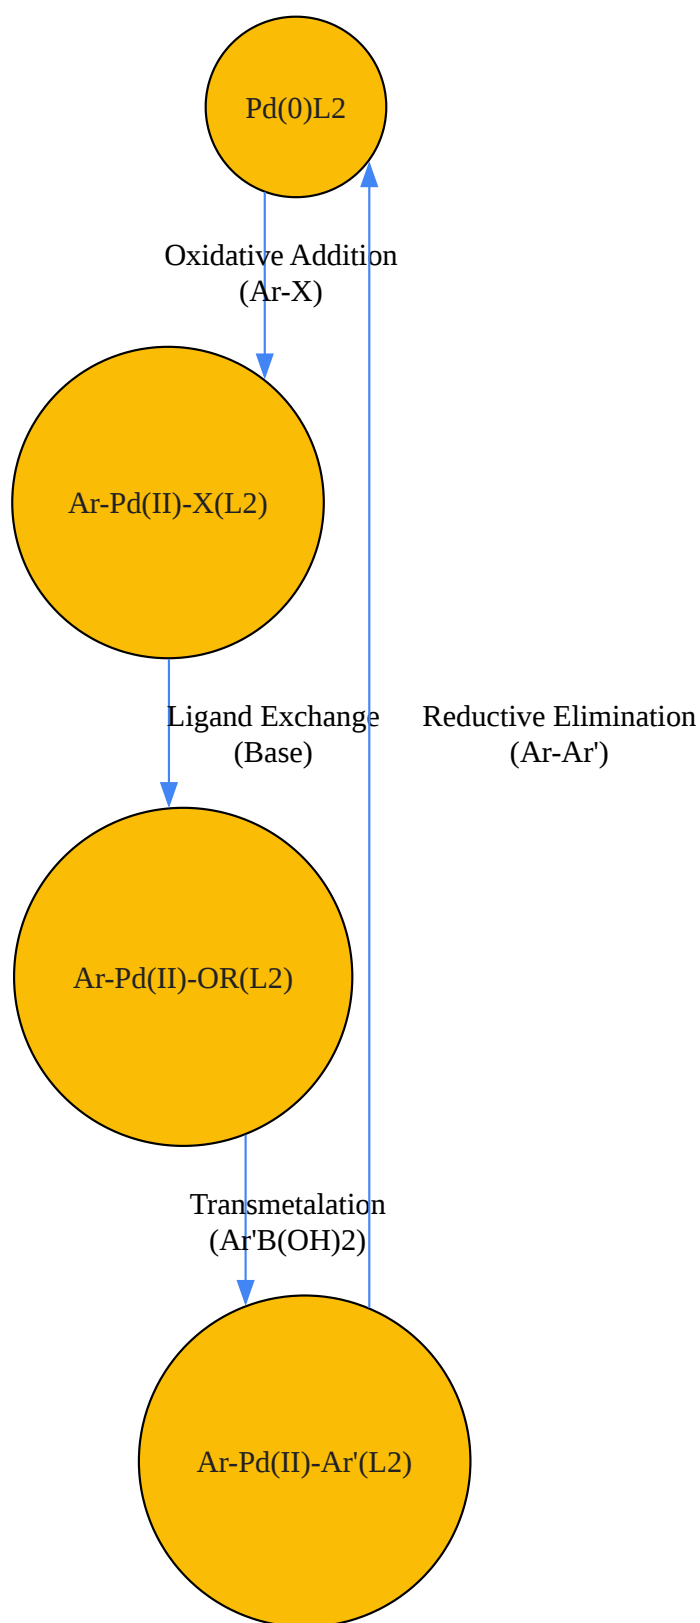 Pd(0)L2
Oxidative Addition
(Ar-X)
Ar-Pd(II)-X(L2)
Ligand Exchange
(Base)
Reductive Elimination
(Ar-Ar')
Ar-Pd(II)-OR(L2)
Transmetalation
(Ar'B(OH)2)
Ar-Pd(II)-Ar'(L2)